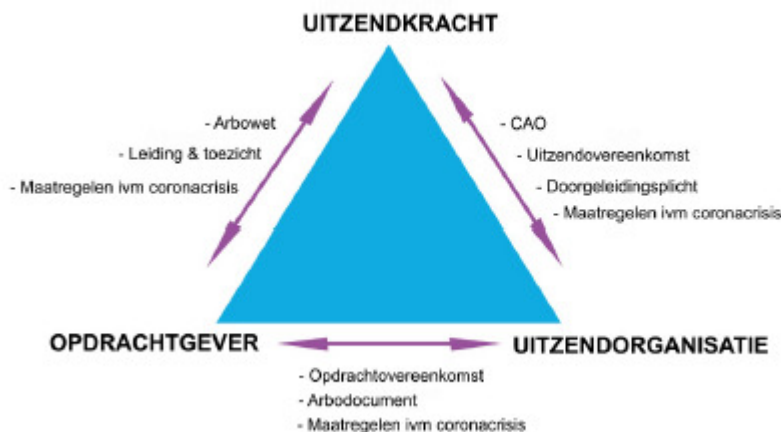 UITZENDKRACHT
- Arbowet
- Leiding & toezicht
- Maatregelen ivm coronacrisis
- CAO
- Uitzendovereenkomst
- Doorgeleidingsplicht
- Maatregelen ivm coronacrisis
OPDRACHTGEVER
UITZENDORGANISATIE
- Opdrachtovereenkomst
- Arbodocument
- Maatregelen ivm coronacrisis